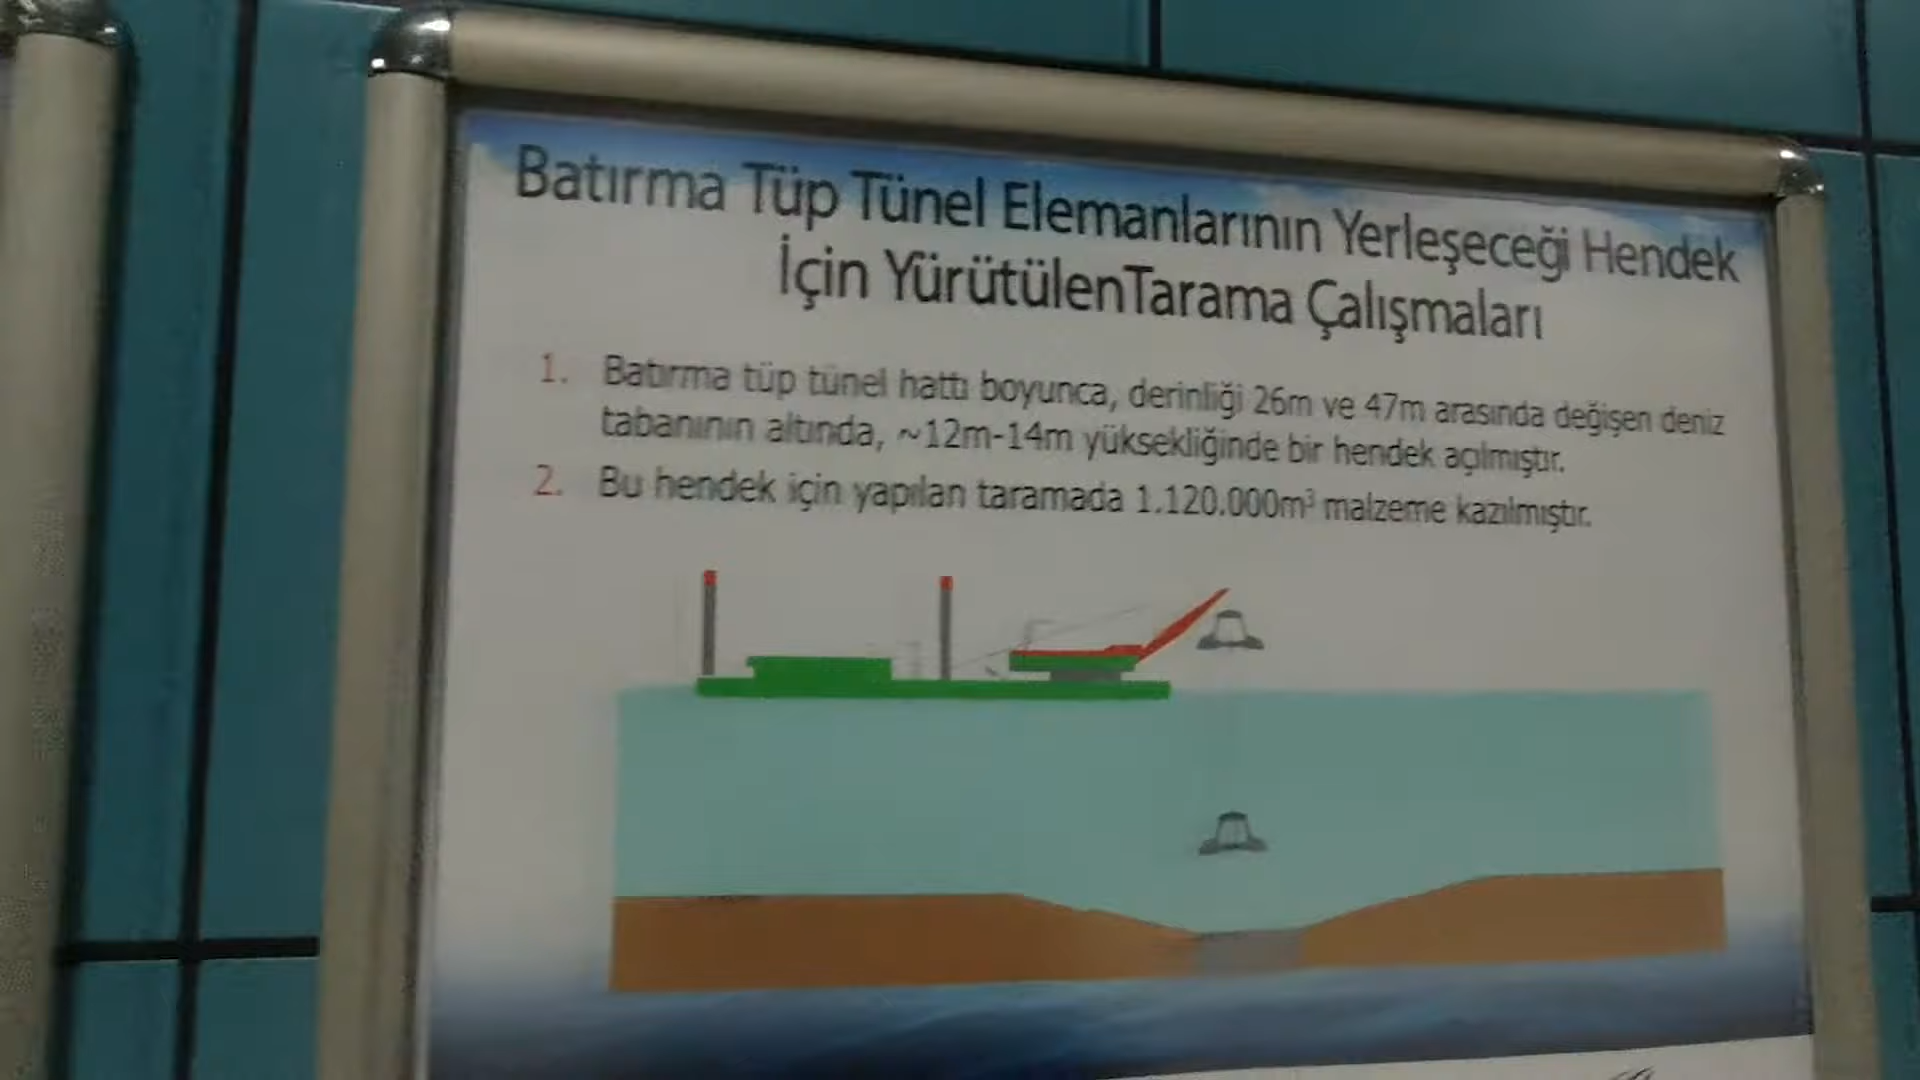 Batırma Tüp Tünel Elemanlarının Yerleşeceği Hendek
İçin YürütülenTarama Çalışmaları
1. Batırma tüp tünel hattı boyunca, derinliği 26m ve 47m arasında değişen deniz
tabanının altında, ~12m-14m yüksekliğinde bir hendek açılmıştır.
2. Bu hendek için yapılan taramada 1.120.000m³ malzeme kazılmıştır.